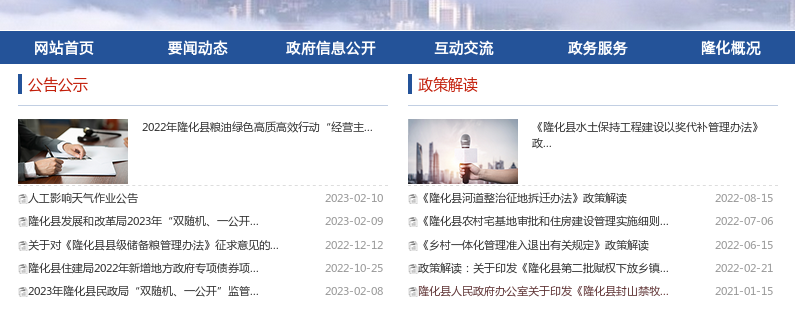 网站首页 要闻动态 政府信息公开 互动交流 政务服务 隆化概况
公告公示
2022年隆化县粮油绿色高质高效行动“经营主...
人工影响天气作业公告 2023-02-10
隆化县发展和改革局2023年“双随机、一公开... 2023-02-09
关于对《隆化县县级储备粮管理办法》征求意见的... 2022-12-12
隆化县住建局2022年新增地方政府专项债券项... 2022-10-25
2023年隆化县民政局“双随机、一公开”监管... 2023-02-08
政策解读
《隆化县水土保持工程建设以奖代补管理办法》
政...
《隆化县河道整治征地拆迁办法》政策解读 2022-08-15
《隆化县农村宅基地审批和住房建设管理实施细则... 2022-07-06
《乡村一体化管理准入退出有关规定》政策解读 2022-06-15
政策解读：关于印发《隆化县第二批赋权下放乡镇... 2022-02-21
隆化县人民政府办公室关于印发《隆化县封山禁牧... 2021-01-15